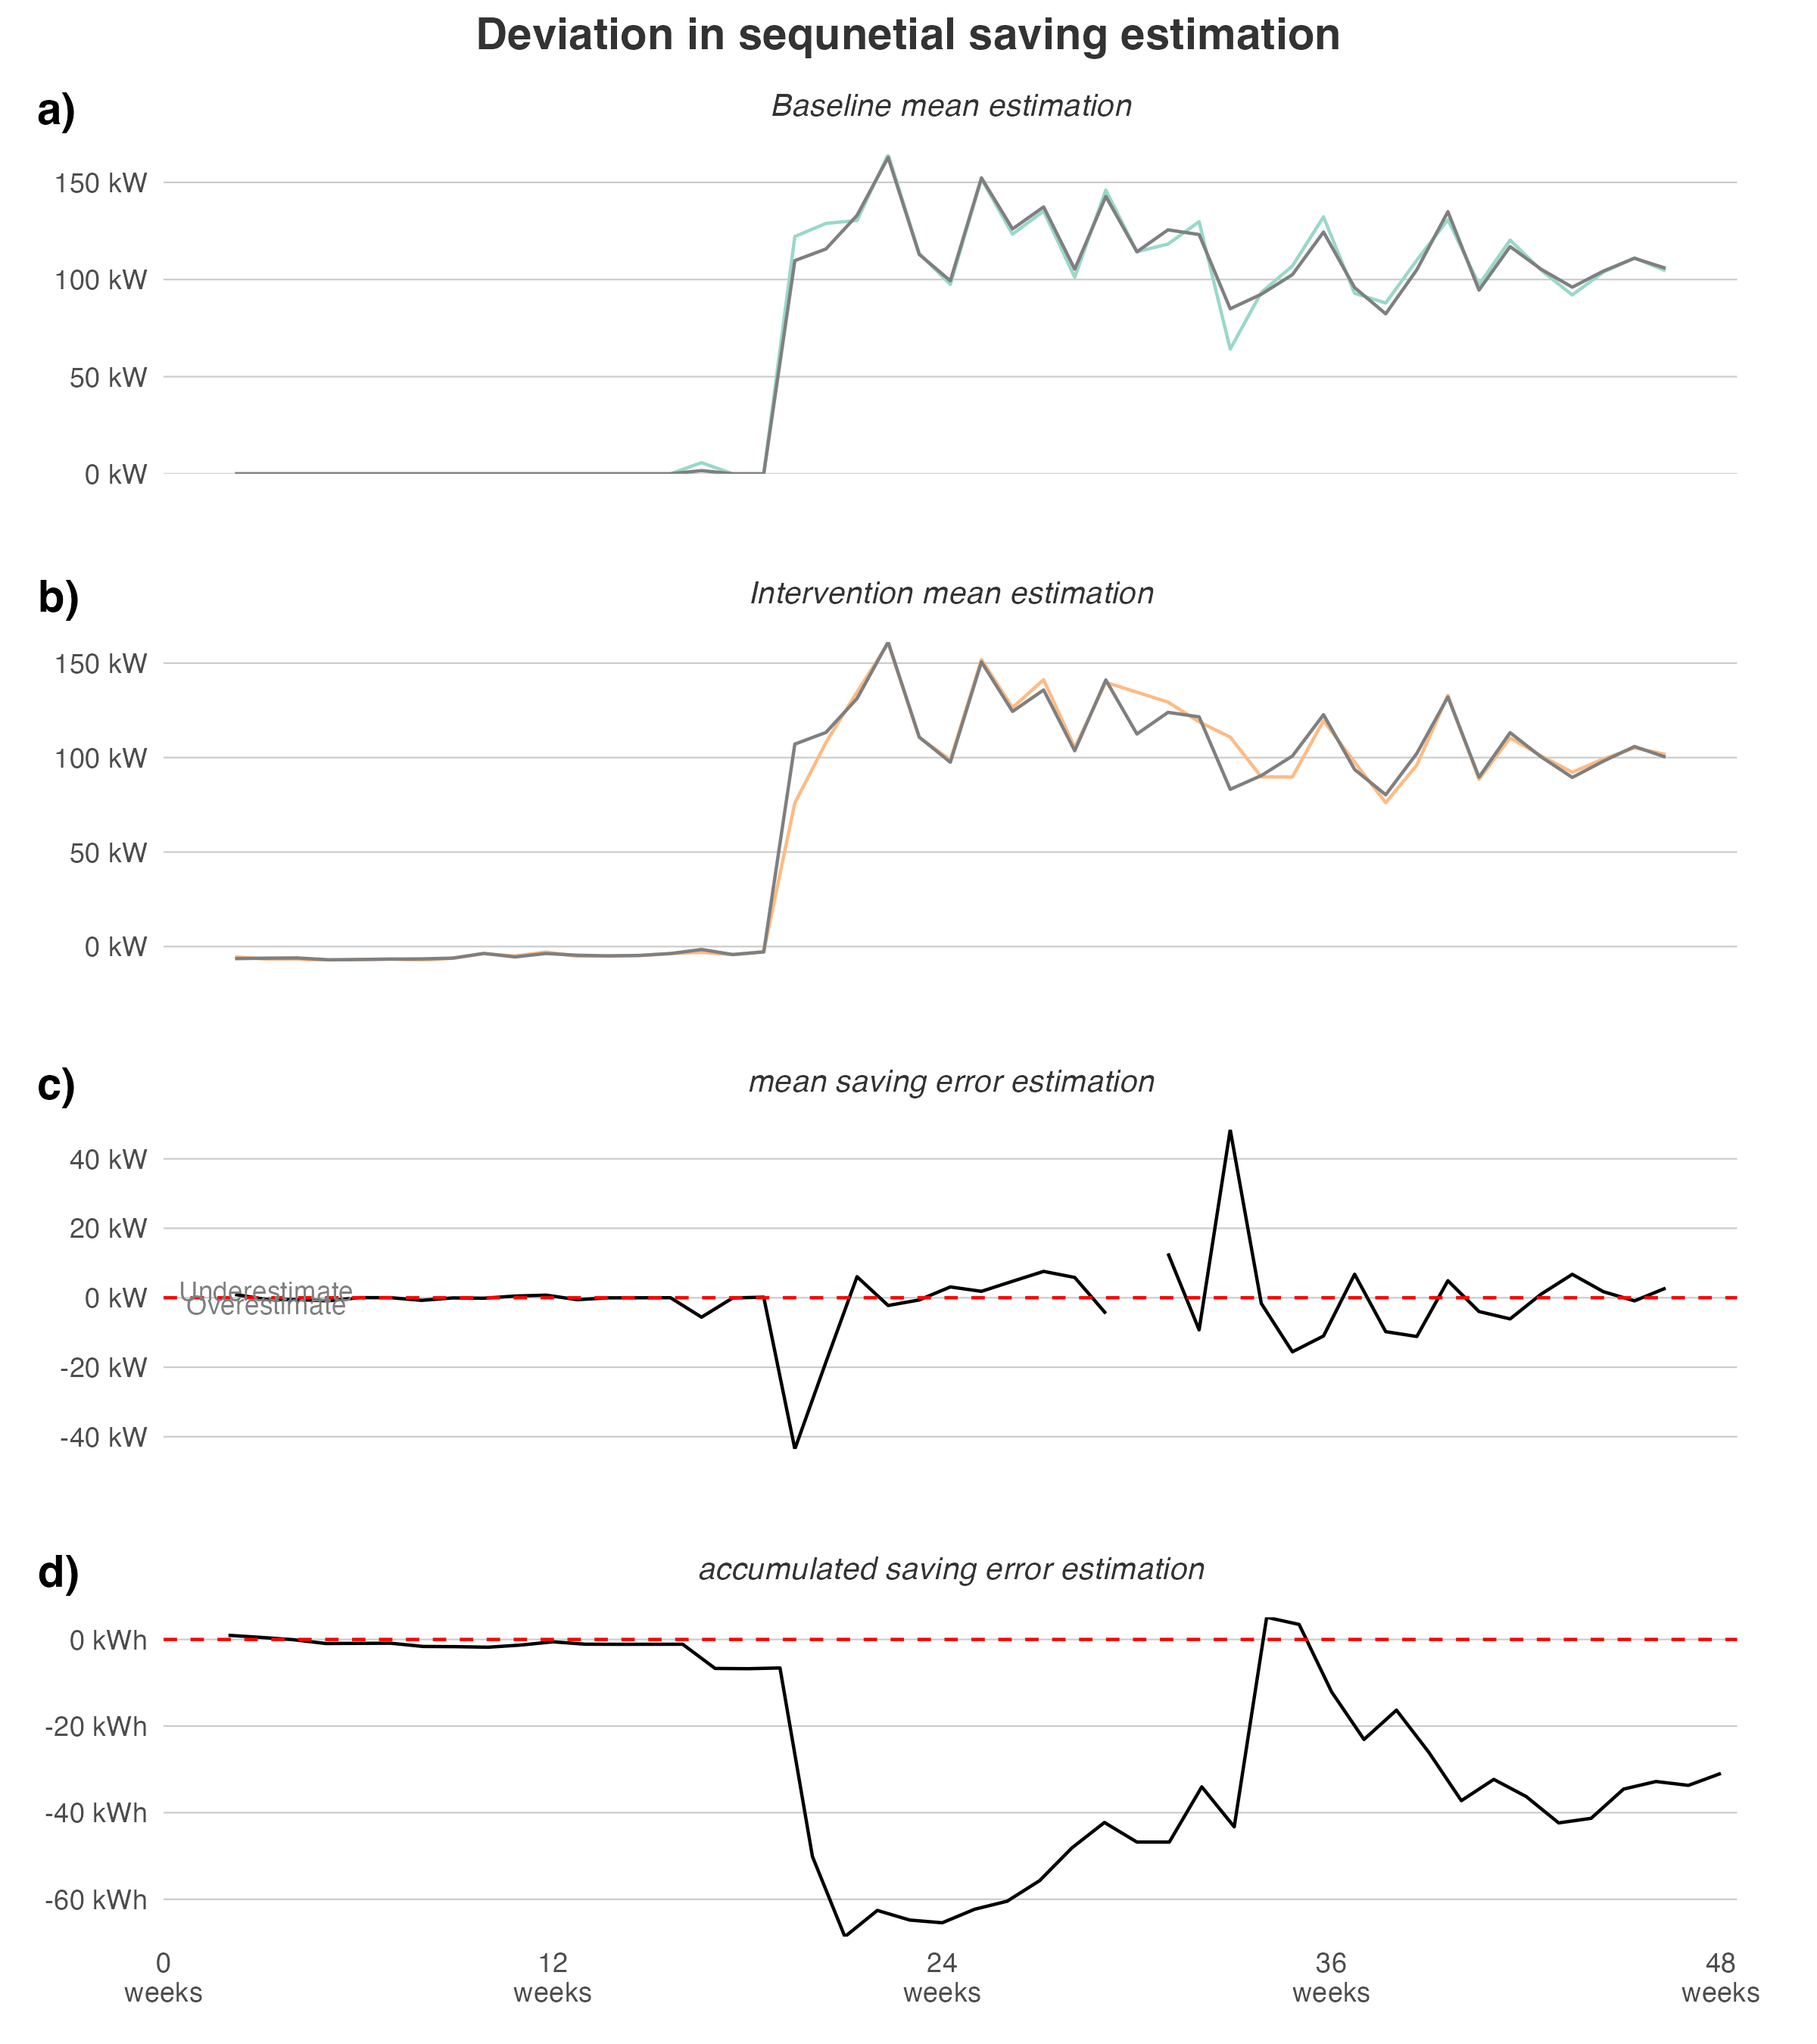 Deviation in sequnetial saving estimation
a)
Baseline mean estimation
150 kW
100 kW
50 kW
0 kW
b)
Intervention mean estimation
150 kW
100 kW
50 kW
0 kW
c)
mean saving error estimation
40 kW
20 kW
0 kW
-20 kW
-40 kW
Underestimate
Overestimate
d)
accumulated saving error estimation
0 kWh
-20 kWh
-40 kWh
-60 kWh
0 12 24 36 48
weeks weeks weeks weeks weeks